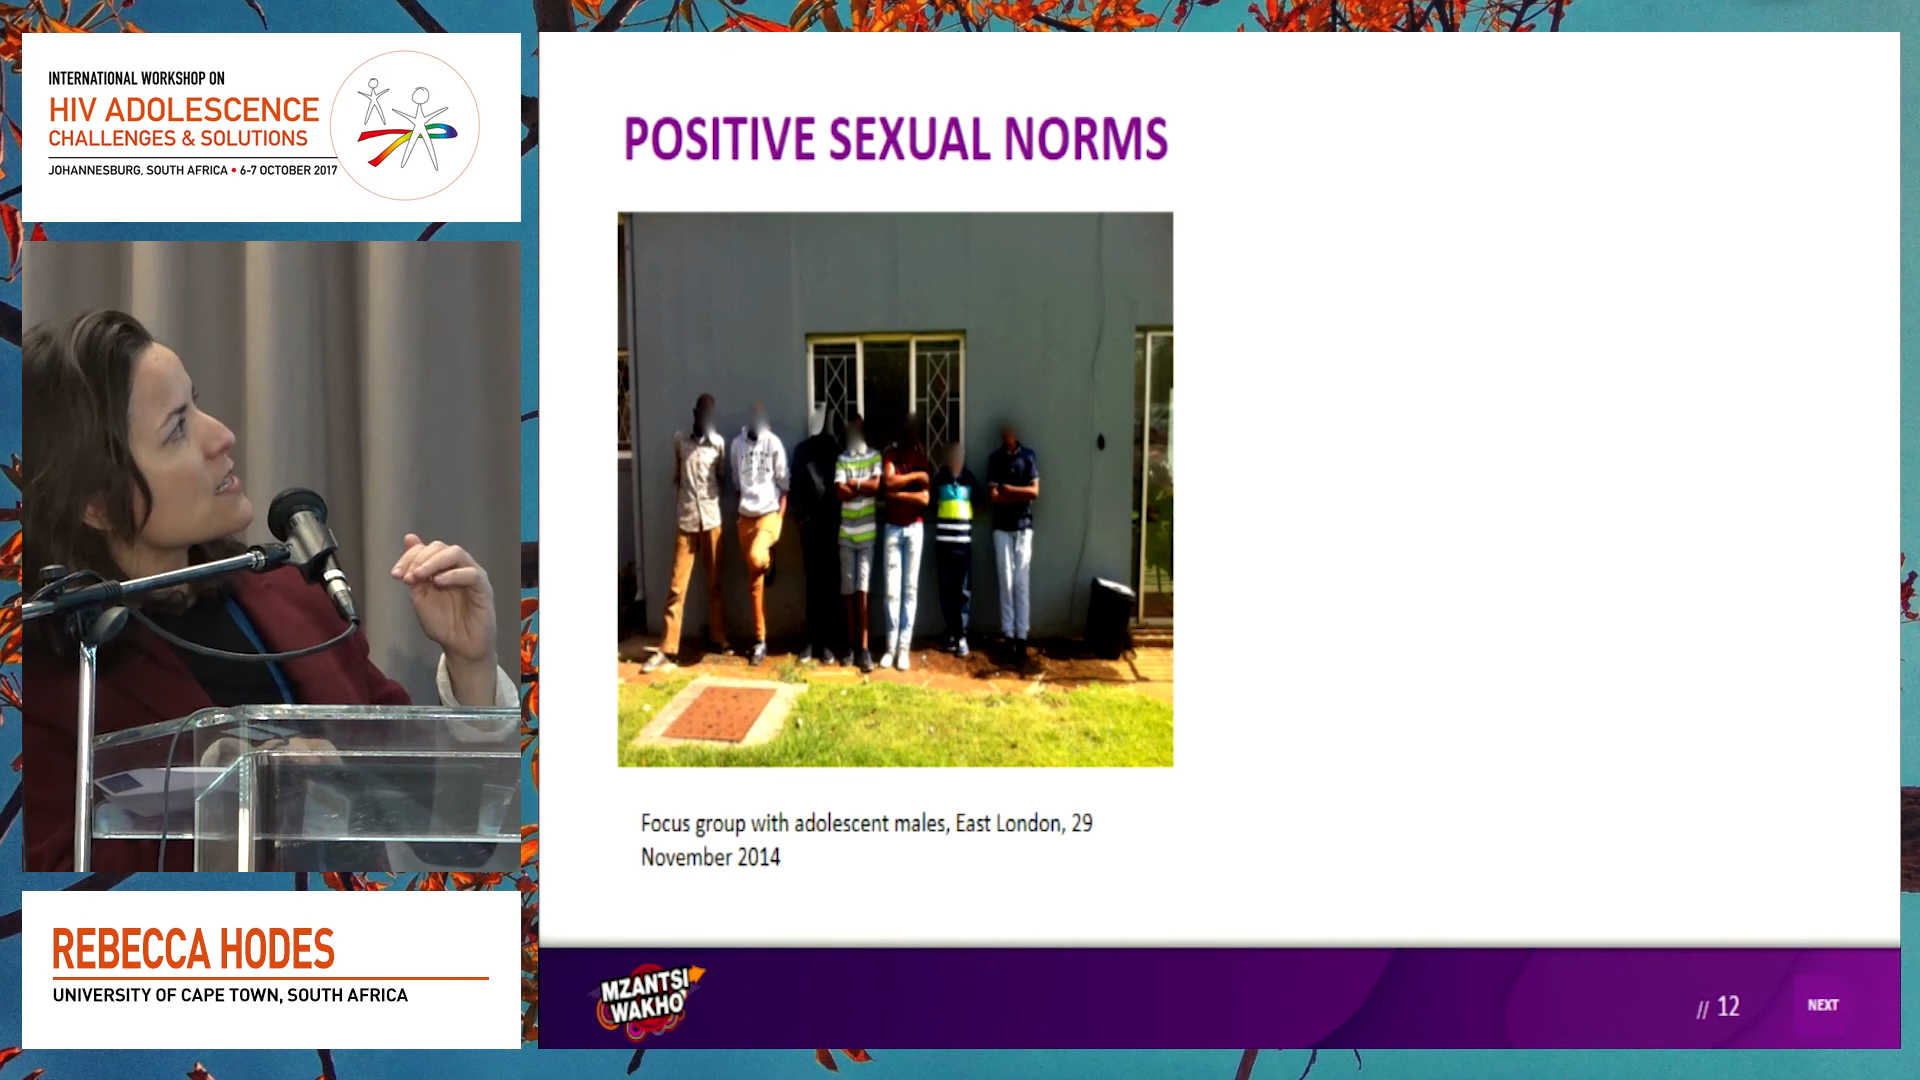 INTERNATIONAL WORKSHOP ON
HIV ADOLESCENCE
CHALLENGES & SOLUTIONS
JOHANNESBURG, SOUTH AFRICA • 6-7 OCTOBER 2017
POSITIVE SEXUAL NORMS
Focus group with adolescent males, East London, 29
November 2014
REBECCA HODES
UNIVERSITY OF CAPE TOWN, SOUTH AFRICA
MZANTSI
WAKHO
// 12
NEXT